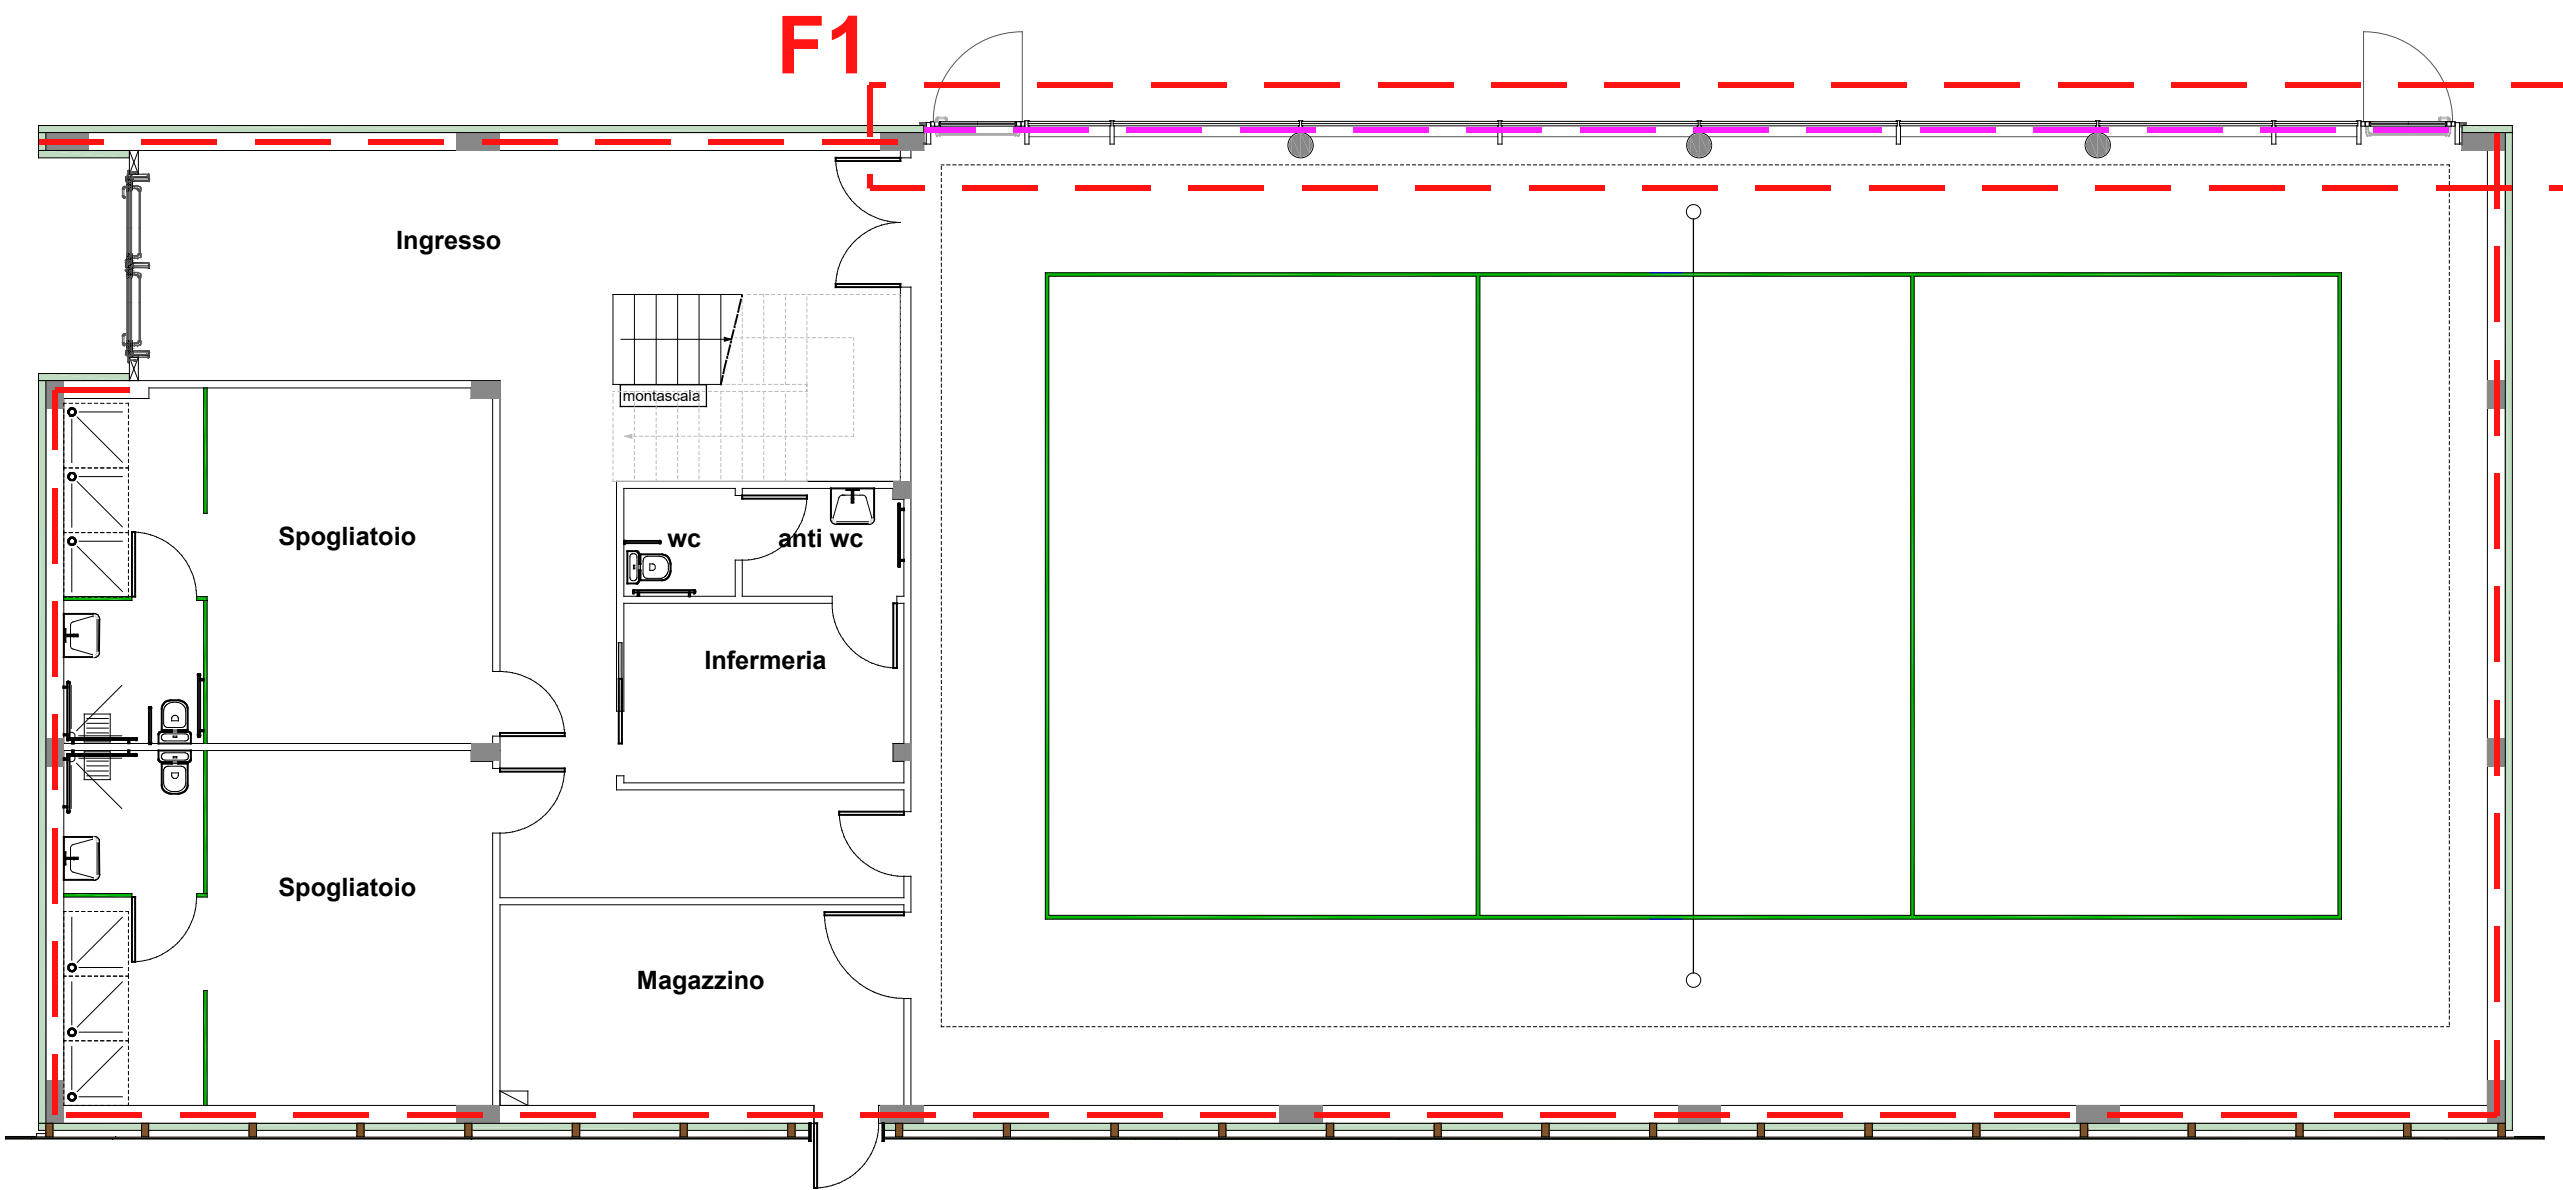 F1
Ingresso
montascala
Spogliatoio
wc
anti wc
Infermeria
Spogliatoio
Magazzino